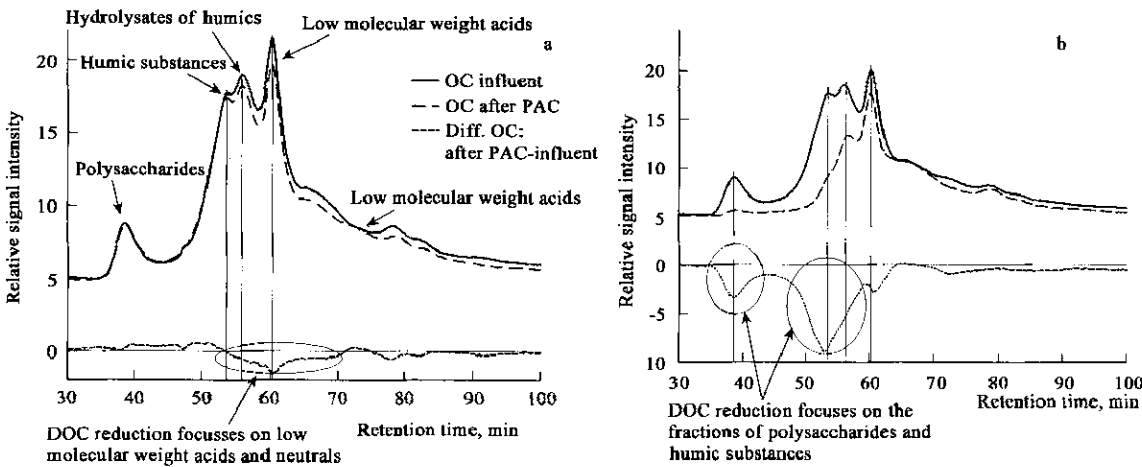 Hydrolysates of humics
Low molecular weight acids
a
Humic substances
OC influent
OC after PAC
Diff. OC:
after PAC-influent
Polysaccharides
Low molecular weight acids
Relative signal intensity
20
15
10
5
0
30 40 50 60 70 80 90 100
Retention time, min
DOC reduction focusses on low
molecular weight acids and neutrals
b
Relative signal intensity
20
15
10
5
0
-5
10
30 40 50 60 70 80 90 100
Retention time, min
DOC reduction focuses on the
fractions of polysaccharides and
humic substances